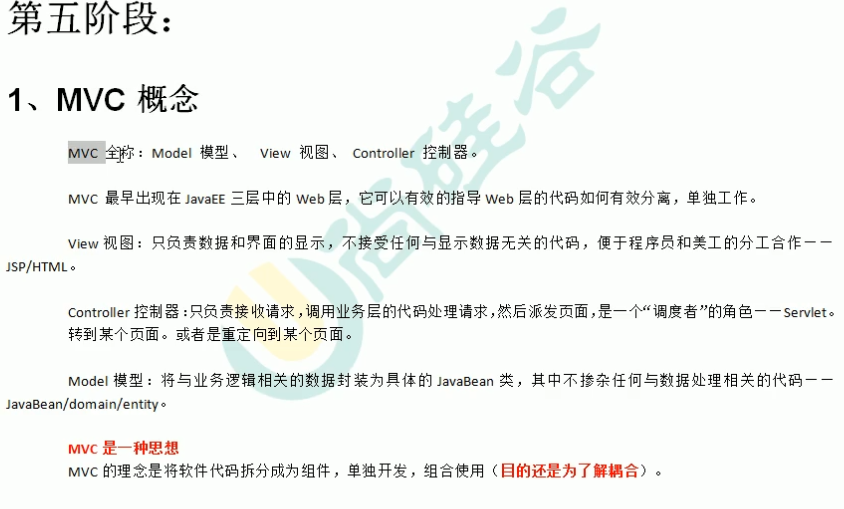 第五阶段：
1、MVC 概念
MVC 全称：Model 模型、 View 视图、 Controller 控制器。
MVC 最早出现在 JavaEE 三层中的 Web 层，它可以有效的指导 Web 层的代码如何有效分离，单独工作。
View 视图：只负责数据和界面的显示，不接受任何与显示数据无关的代码，便于程序员和美工的分工合作——
JSP/HTML。
Controller 控制器：只负责接收请求，调用业务层的代码处理请求，然后派发页面，是一个“调度者”的角色——Servlet。
转到某个页面。或者是重定向到某个页面。
Model 模型：将与业务逻辑相关的数据封装为具体的 JavaBean 类，其中不掺杂任何与数据处理相关的代码——
JavaBean/domain/entity。
MVC 是一种思想
MVC 的理念是将软件代码拆分成为组件，单独开发，组合使用（目的还是为了解耦合）。
尚硅谷